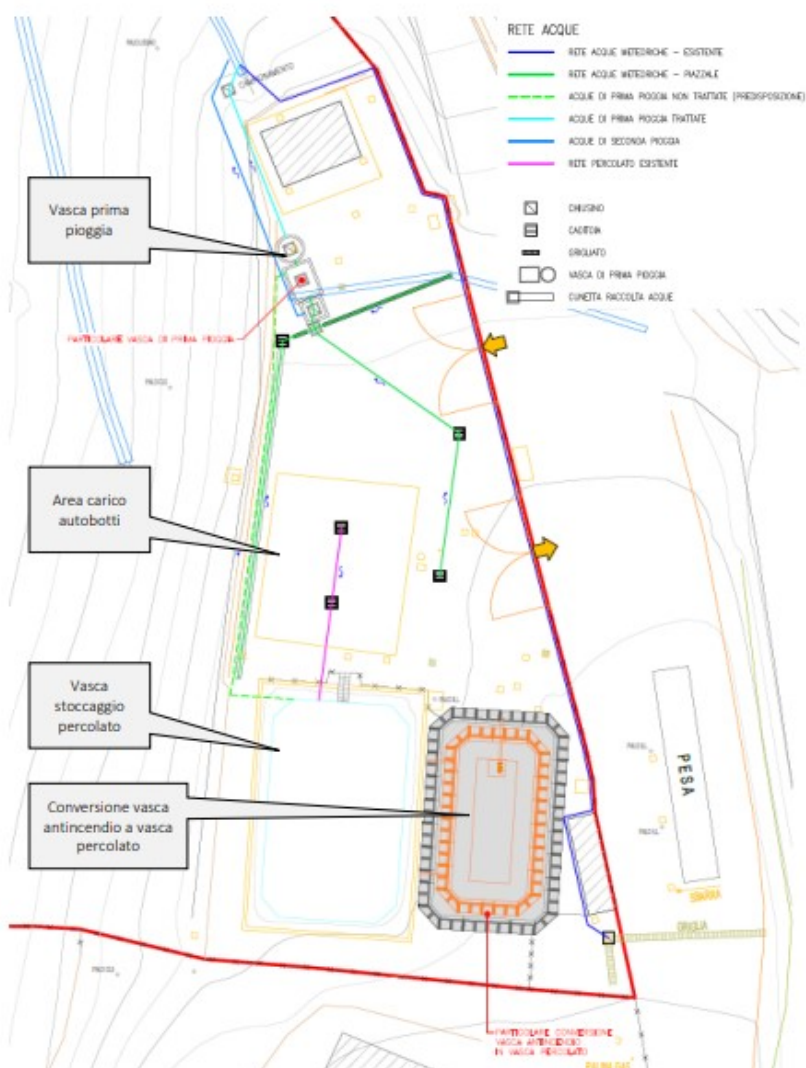 RETE ACQUE
RETE ACQUE METEORICHE – ESISTENTE
RETE ACQUE METEORICHE – PIAZZALE
ACQUE DI PRIMA PIOGGIA NON TRATTATE (PREDISPOSIZIONE)
ACQUE DI PRIMA PIOGGIA TRATTATE
ACQUE DI SECONDA PIOGGIA
RETE PERCOLATO ESISTENTE
CHIUSINO
CADITOIA
GRIGLIATO
VASCA DI PRIMA PIOGGIA
CUNETTA RACCOLTA ACQUE
Vasca prima
pioggia
PARTICOLARE VASCA DI PRIMA PIOGGIA
Area carico
autobotti
Vasca
stoccaggio
percolato
Conversione vasca
antincendio a vasca
percolato
PESA
SBARRA
GRIGLIA
PARTICOLARE CONVERSIONE
VASCA ANTINCENDIO
IN VASCA PERCOLATO